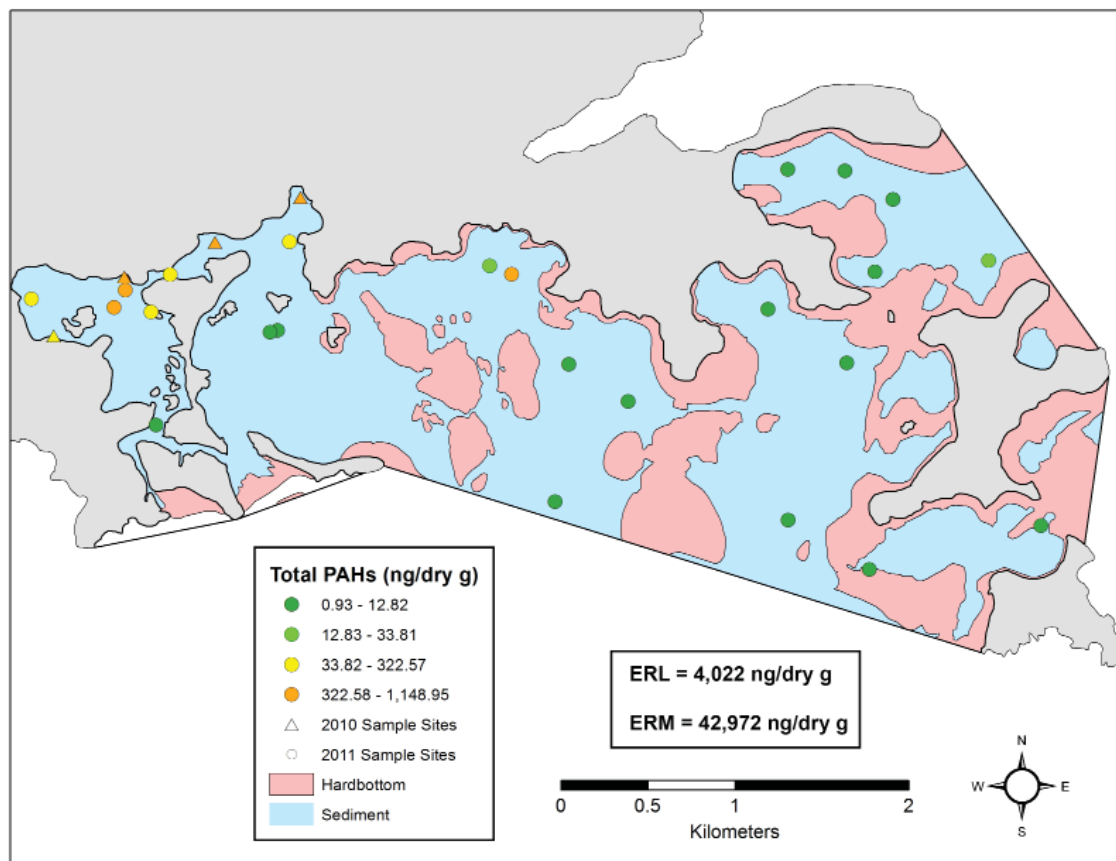 Total PAHs (ng/dry g)
0.93 - 12.82
12.83 - 33.81
33.82 - 322.57
322.58 - 1,148.95
2010 Sample Sites
2011 Sample Sites
Hardbottom
Sediment
ERL = 4,022 ng/dry g
ERM = 42,972 ng/dry g
0 0.5 1 2
Kilometers
N
W E
S